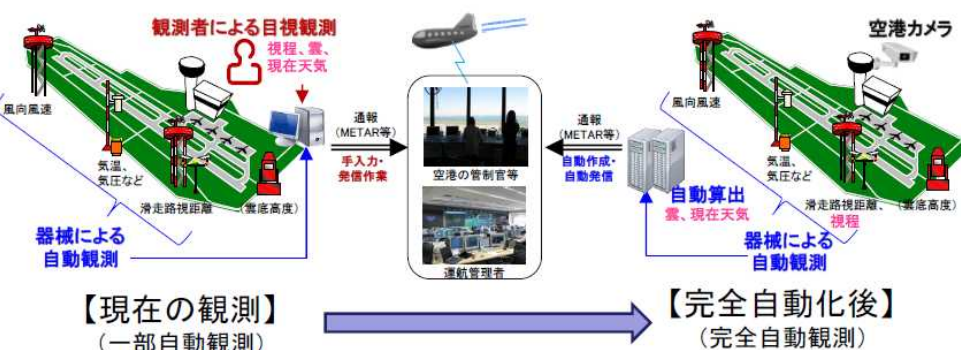 観測者による目視観測
視程、雲、
現在天気
風向風速
気温、
気圧など
滑走路視距離
(雲底高度)
器械による
自動観測
通報
(METAR等)
手入力・
発信作業
空港の管制官等
運航管理者
通報
(METAR等)
自動作成・
自動発信
自動算出
雲、現在天気
空港カメラ
風向風速
気温、
気圧など
滑走路視距離、
視程
(雲底高度)
器械による
自動観測
【現在の観測】
(一部自動観測)
【完全自動化後】
(完全自動観測)